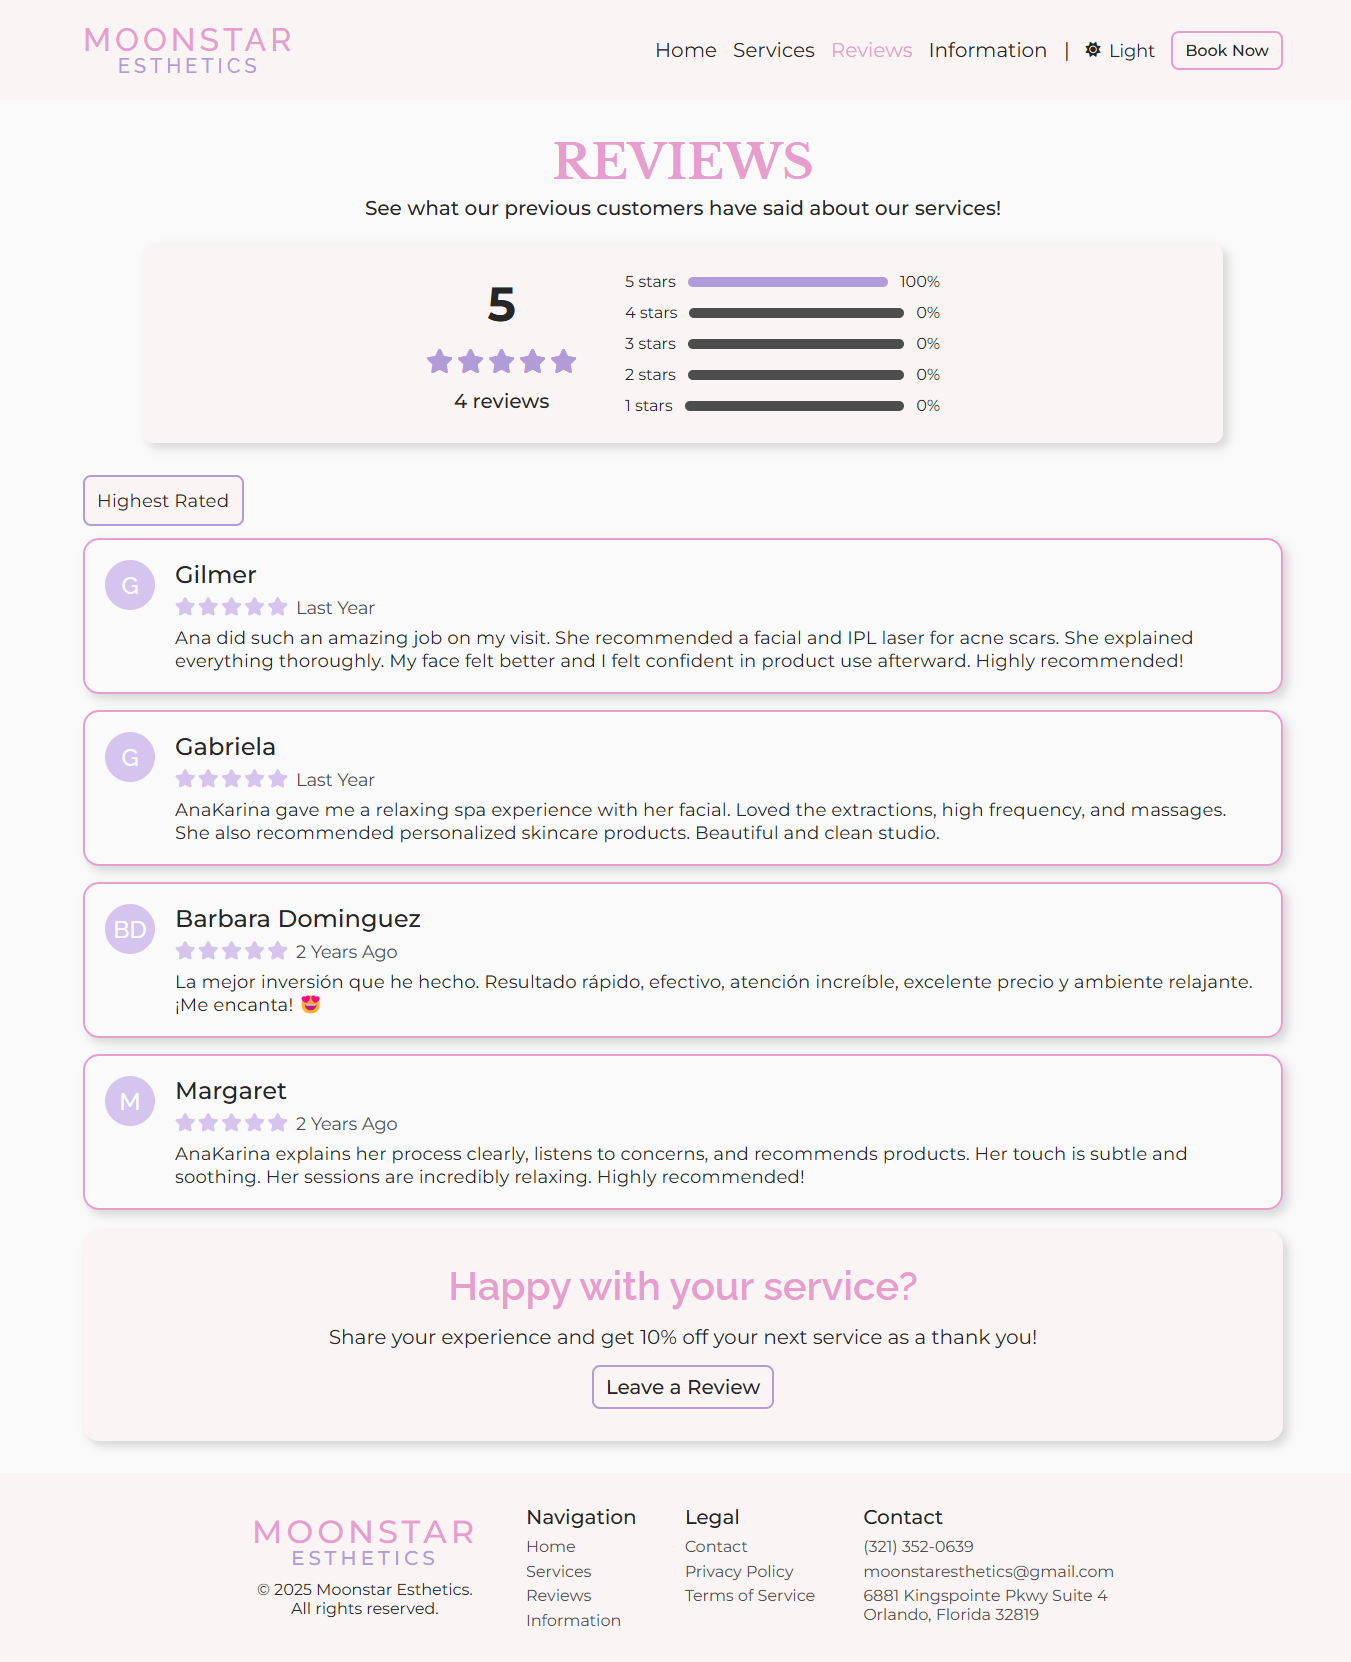 MOONSTAR
ESTHETICS
Home Services Reviews Information | Light Book Now
REVIEWS
See what our previous customers have said about our services!
5
4 reviews
5 stars 100%
4 stars 0%
3 stars 0%
2 stars 0%
1 stars 0%
Highest Rated
G
Gilmer
Last Year
Ana did such an amazing job on my visit. She recommended a facial and IPL laser for acne scars. She explained
everything thoroughly. My face felt better and I felt confident in product use afterward. Highly recommended!
G
Gabriela
Last Year
AnaKarina gave me a relaxing spa experience with her facial. Loved the extractions, high frequency, and massages.
She also recommended personalized skincare products. Beautiful and clean studio.
BD
Barbara Dominguez
2 Years Ago
La mejor inversión que he hecho. Resultado rápido, efectivo, atención increíble, excelente precio y ambiente relajante.
¡Me encanta! 😍
M
Margaret
2 Years Ago
AnaKarina explains her process clearly, listens to concerns, and recommends products. Her touch is subtle and
soothing. Her sessions are incredibly relaxing. Highly recommended!
Happy with your service?
Share your experience and get 10% off your next service as a thank you!
Leave a Review
MOONSTAR
ESTHETICS
© 2025 Moonstar Esthetics.
All rights reserved.
Navigation
Home
Services
Reviews
Information
Legal
Contact
Privacy Policy
Terms of Service
Contact
(321) 352-0639
moonstaresthetics@gmail.com
6881 Kingspointe Pkwy Suite 4
Orlando, Florida 32819